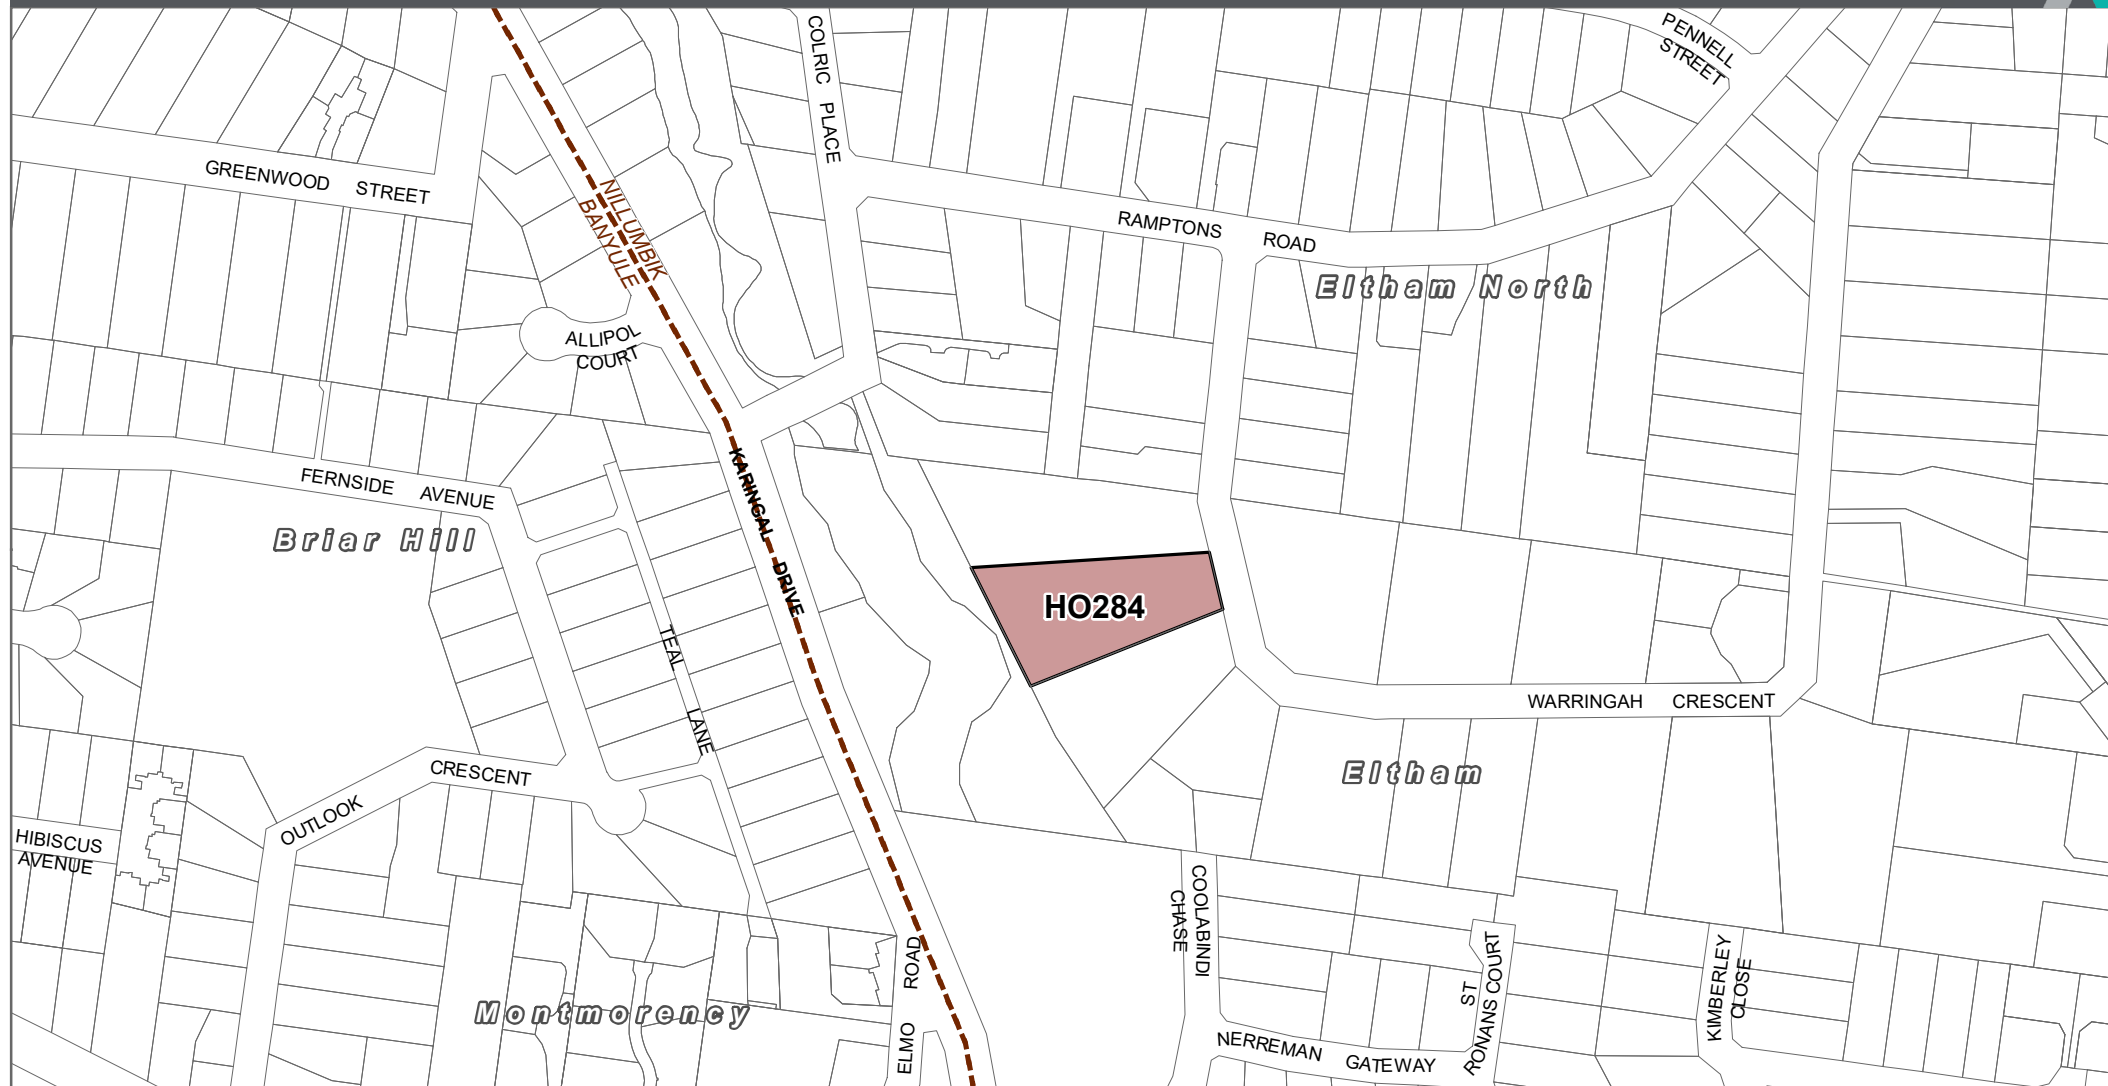 PENNELL
STREET
COLRIC PLACE
GREENWOOD STREET
NILLUMBIK
BANYULE
RAMPTONS ROAD
Eltham North
ALLIPOL
COURT
FERNSIDE AVENUE
Briar Hill
KARINGAL DRIVE
HO284
TEAL LANE
WARRINGAH CRESCENT
Eltham
OUTLOOK CRESCENT
HIBISCUS
AVENUE
COOLABINDI
CHASE
ELMO ROAD
Montmorency
ST
RONANS COURT
KIMBERLEY
CLOSE
NERREMAN GATEWAY